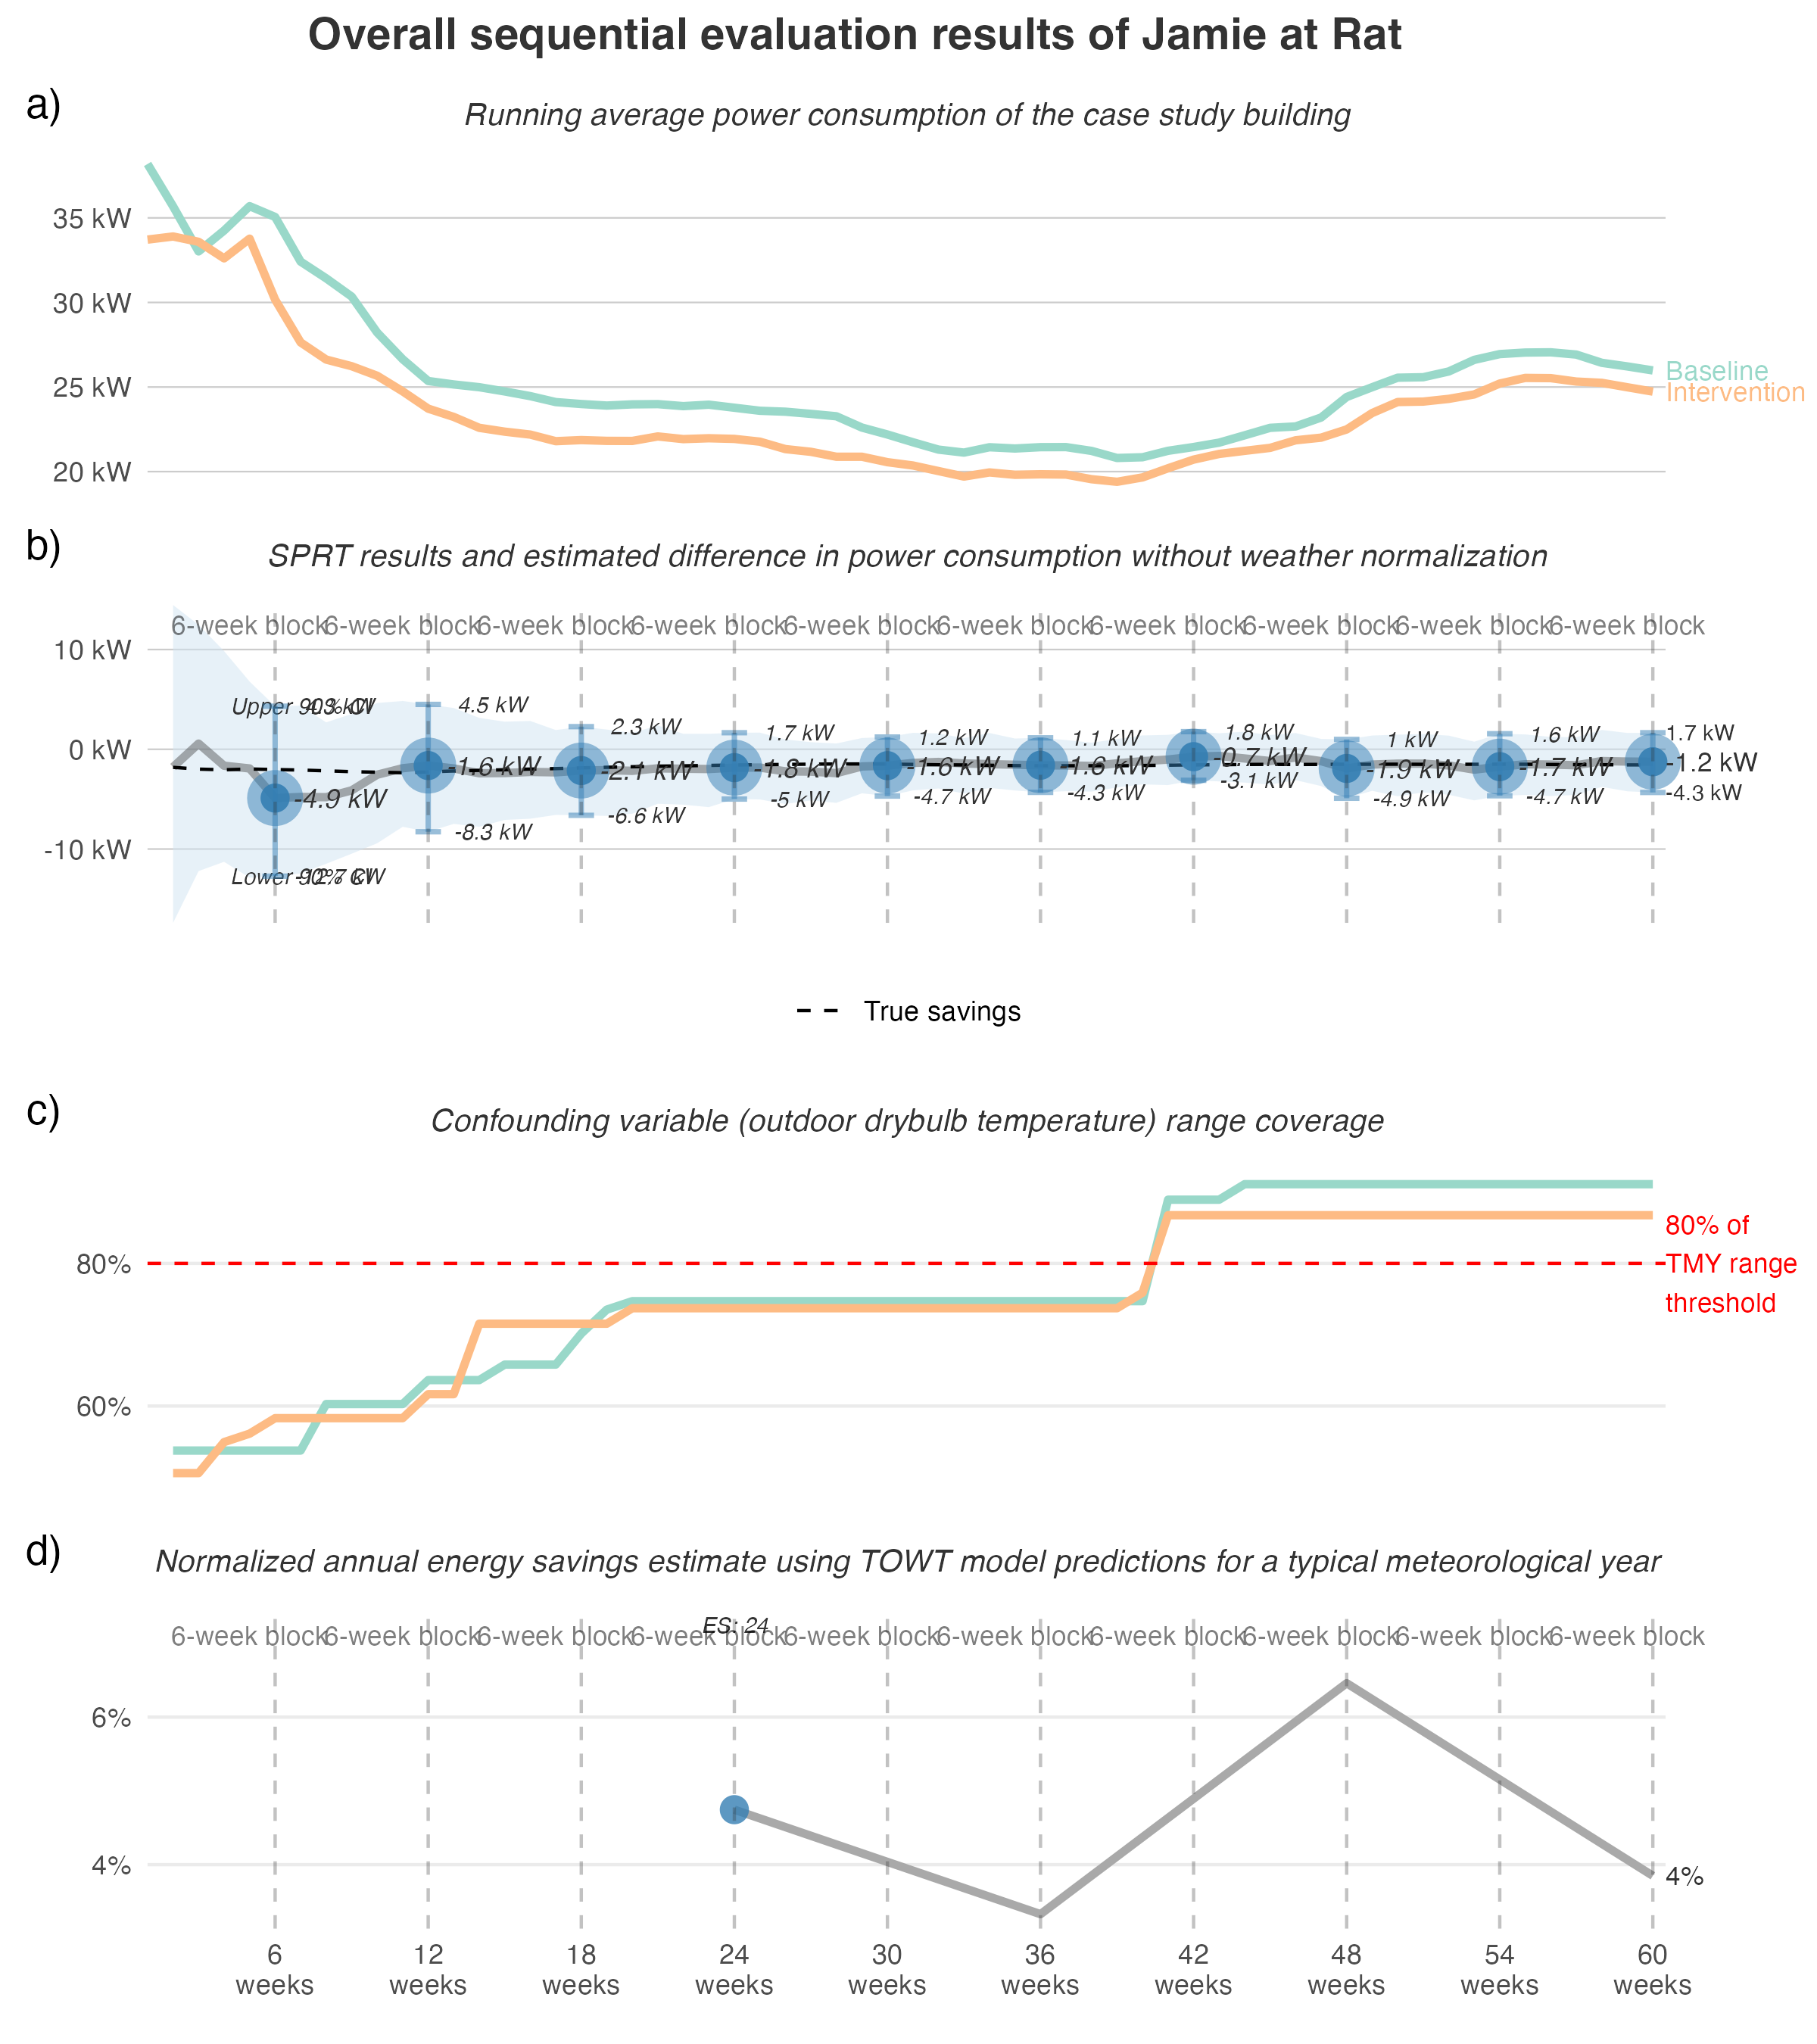 Overall sequential evaluation results of Jamie at Rat
a)
Running average power consumption of the case study building
35 kW
30 kW
25 kW
20 kW
Baseline
Intervention
b)
SPRT results and estimated difference in power consumption without weather normalization
6-week block 6-week block 6-week block 6-week block 6-week block 6-week block 6-week block 6-week block 6-week block 6-week block
10 kW
0 kW
-10 kW
Upper 90% CI
4.3 kW
4.5 kW
2.3 kW
1.7 kW
1.2 kW
1.1 kW
1.8 kW
1 kW
1.6 kW
1.7 kW
-4.9 kW
-1.6 kW
-2.1 kW
-1.8 kW
-1.6 kW
-1.6 kW
-0.7 kW
-1.9 kW
-1.7 kW
-1.2 kW
Lower 90% CI
-12.7 kW
-8.3 kW
-6.6 kW
-5 kW
-4.7 kW
-4.3 kW
-3.1 kW
-4.9 kW
-4.7 kW
-4.3 kW
True savings
c)
Confounding variable (outdoor drybulb temperature) range coverage
80%
60%
80% of
TMY range
threshold
d)
Normalized annual energy savings estimate using TOWT model predictions for a typical meteorological year
ES: 24
6-week block 6-week block 6-week block 6-week block 6-week block 6-week block 6-week block 6-week block 6-week block 6-week block
6%
4%
4%
6 12 18 24 30 36 42 48 54 60
weeks weeks weeks weeks weeks weeks weeks weeks weeks weeks